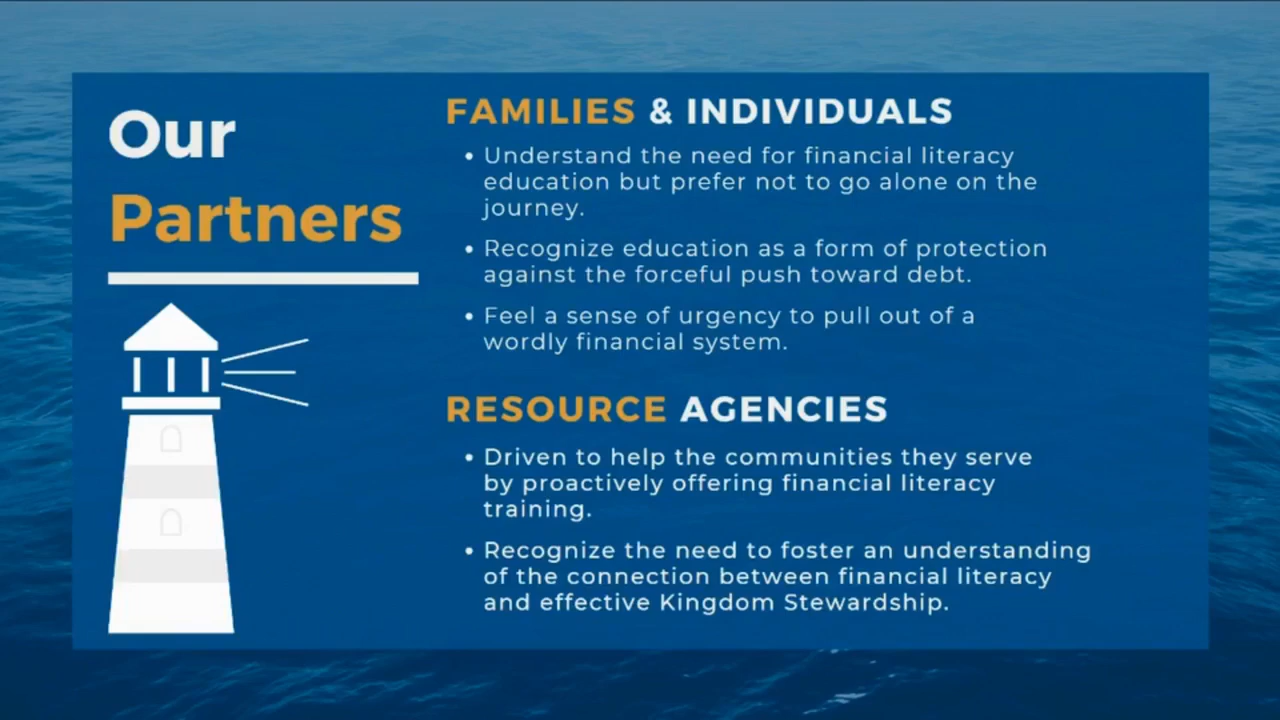 Our
Partners
FAMILIES & INDIVIDUALS
• Understand the need for financial literacy
education but prefer not to go alone on the
journey.
• Recognize education as a form of protection
against the forceful push toward debt.
• Feel a sense of urgency to pull out of a
wordly financial system.
RESOURCE AGENCIES
• Driven to help the communities they serve
by proactively offering financial literacy
training.
• Recognize the need to foster an understanding
of the connection between financial literacy
and effective Kingdom Stewardship.